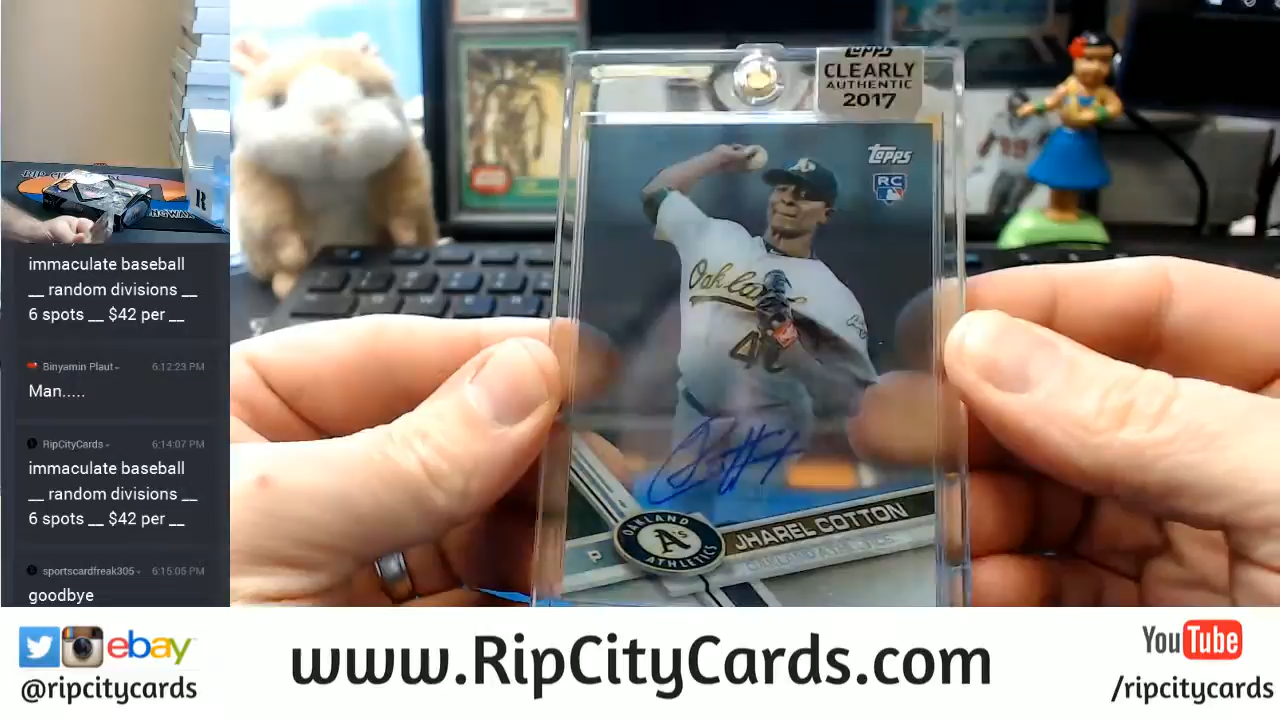 immaculate baseball
__ random divisions __
6 spots __ $42 per __
Binyamin Plaut
6:12:23 PM
Man.....
RipCityCards
6:14:07 PM
immaculate baseball
__ random divisions __
6 spots __ $42 per __
sportscardfreak305
6:15:05 PM
goodbye
TOPPS
CLEARLY
AUTHENTIC
2017
Topps
RC
A's
Oakla
40
OAKLAND
A's
ATHLETICS
P
JHAREL COTTON
R
ebay
@ripcitycards
www.RipCityCards.com
YouTube
/ripcitycards